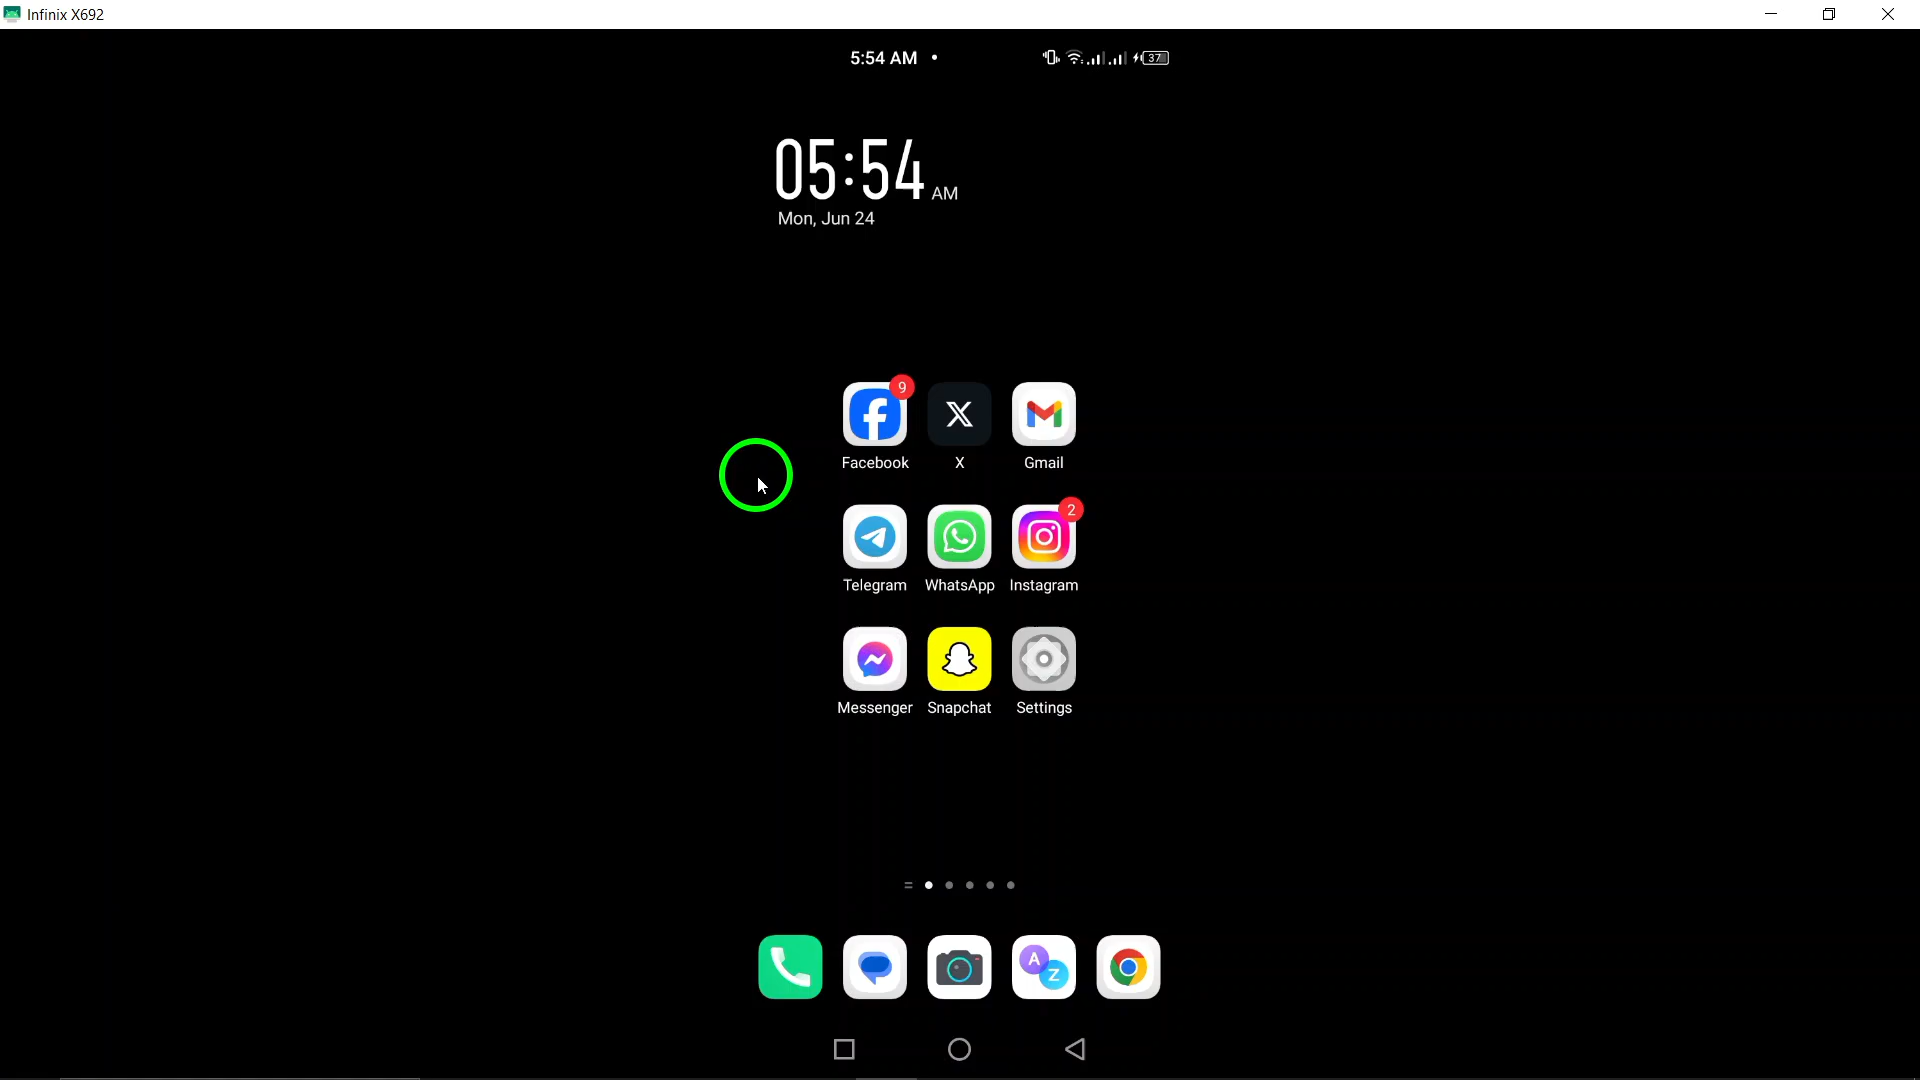 Infinix X692
5:54 AM
37
05:54 AM
Mon, Jun 24
9
Facebook X Gmail
2
Telegram WhatsApp Instagram
Messenger Snapchat Settings
A
Z